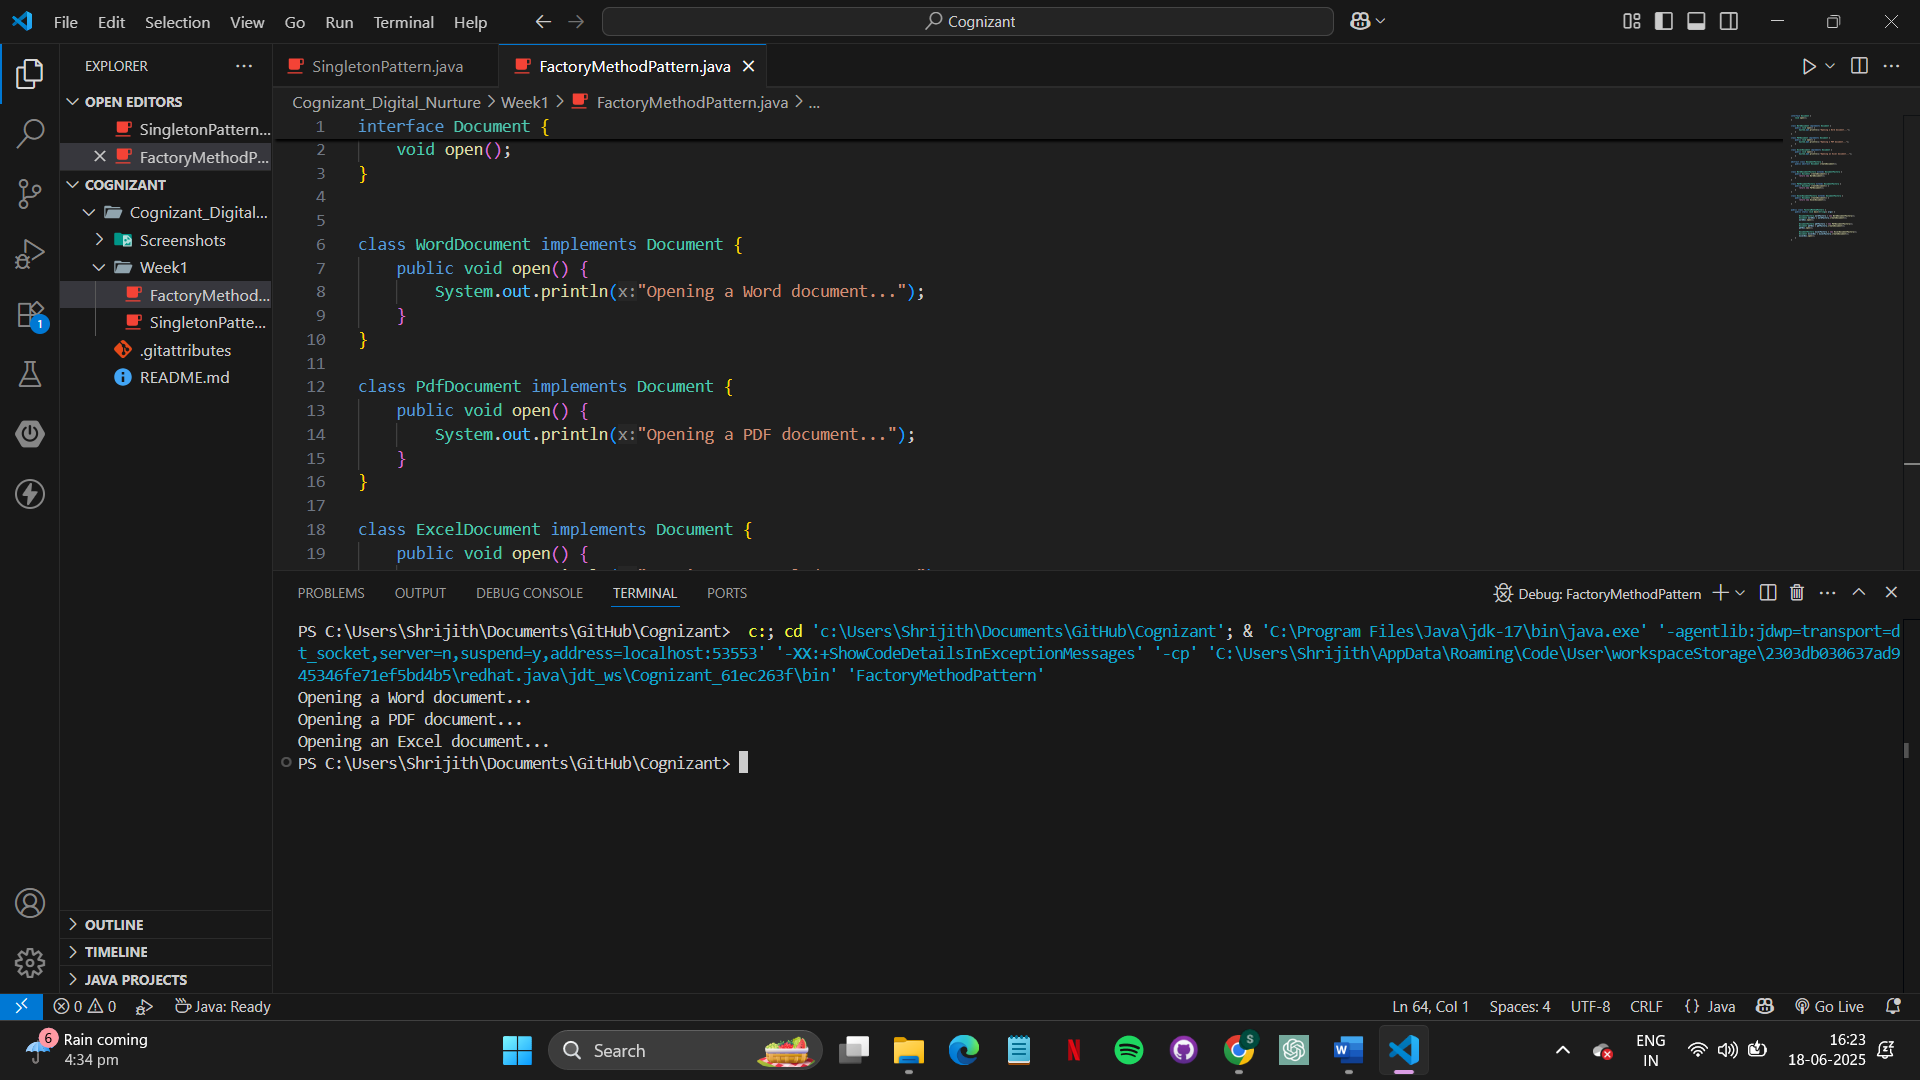 File Edit Selection View Go Run Terminal Help
Cognizant
EXPLORER
OPEN EDITORS
SingletonPattern...
FactoryMethodP...
COGNIZANT
Cognizant_Digital...
Screenshots
Week1
FactoryMethod...
SingletonPatte...
.gitattributes
README.md
1
OUTLINE
TIMELINE
JAVA PROJECTS
SingletonPattern.java
FactoryMethodPattern.java
Cognizant_Digital_Nurture > Week1 > FactoryMethodPattern.java > ...
1 interface Document {
2 void open();
3 }
4
5
6 class WordDocument implements Document {
7 public void open() {
8 System.out.println(x:"Opening a Word document...");
9 }
10 }
11
12 class PdfDocument implements Document {
13 public void open() {
14 System.out.println(x:"Opening a PDF document...");
15 }
16 }
17
18 class ExcelDocument implements Document {
19 public void open() {
PROBLEMS OUTPUT DEBUG CONSOLE TERMINAL PORTS
Debug: FactoryMethodPattern
PS C:\Users\Shrijith\Documents\GitHub\Cognizant>  c:; cd 'c:\Users\Shrijith\Documents\GitHub\Cognizant'; & 'C:\Program Files\Java\jdk-17\bin\java.exe' '-agentlib:jdwp=transport=d
t_socket,server=n,suspend=y,address=localhost:53553' '-XX:+ShowCodeDetailsInExceptionMessages' '-cp' 'C:\Users\Shrijith\AppData\Roaming\Code\User\workspaceStorage\2303db030637ad9
45346fe71ef5bd4b5\redhat.java\jdt_ws\Cognizant_61ec263f\bin' 'FactoryMethodPattern'
Opening a Word document...
Opening a PDF document...
Opening an Excel document...
PS C:\Users\Shrijith\Documents\GitHub\Cognizant>
0 0 Java: Ready
Ln 64, Col 1 Spaces: 4 UTF-8 CRLF {} Java Go Live
6
Rain coming
4:34 pm
Search
S
W
ENG
IN
16:23
18-06-2025